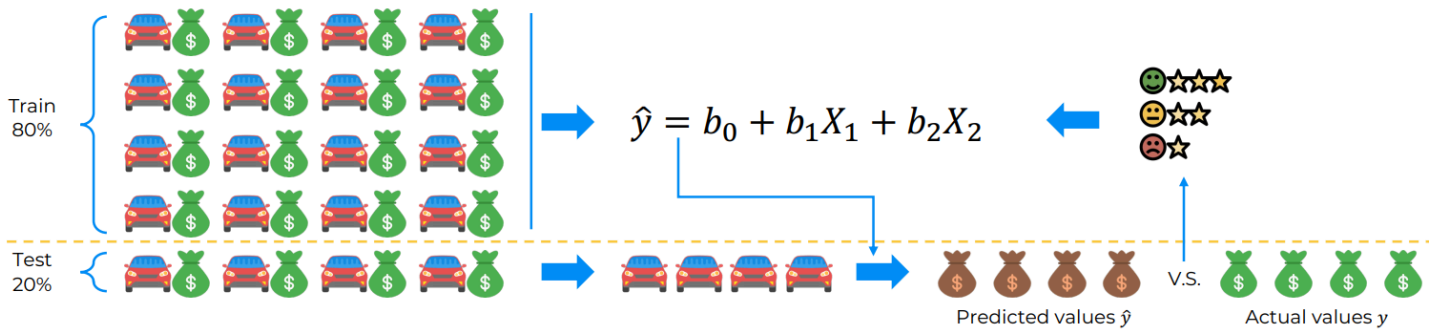 Train
80%
ŷ = b₀ + b₁X₁ + b₂X₂
Test
20%
V.S.
Predicted values ŷ
Actual values y